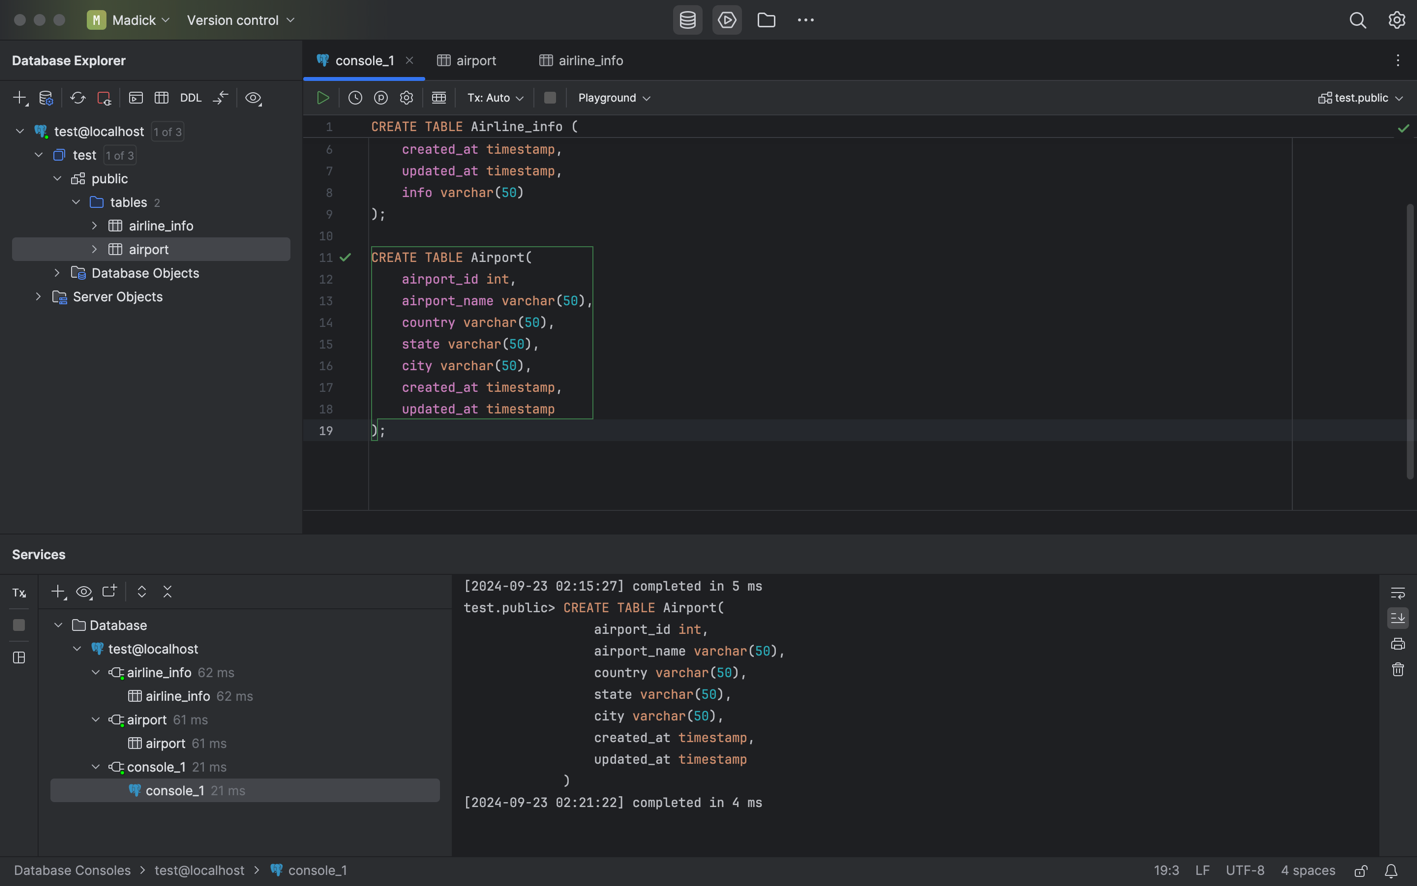 M Madick Version control
Database Explorer
console_1 airport airline_info
DDL
Tx: Auto Playground test.public
test@localhost 1 of 3
test 1 of 3
public
tables 2
airline_info
airport
Database Objects
Server Objects
1 CREATE TABLE Airline_info (
6 created_at timestamp,
7 updated_at timestamp,
8 info varchar(50)
9 );
10
11 CREATE TABLE Airport(
12 airport_id int,
13 airport_name varchar(50),
14 country varchar(50),
15 state varchar(50),
16 city varchar(50),
17 created_at timestamp,
18 updated_at timestamp
19 );
Services
Tx
Database
test@localhost
airline_info 62 ms
airline_info 62 ms
airport 61 ms
airport 61 ms
console_1 21 ms
console_1 21 ms
[2024-09-23 02:15:27] completed in 5 ms
test.public> CREATE TABLE Airport(
airport_id int,
airport_name varchar(50),
country varchar(50),
state varchar(50),
city varchar(50),
created_at timestamp,
updated_at timestamp
)
[2024-09-23 02:21:22] completed in 4 ms
Database Consoles > test@localhost > console_1
19:3 LF UTF-8 4 spaces